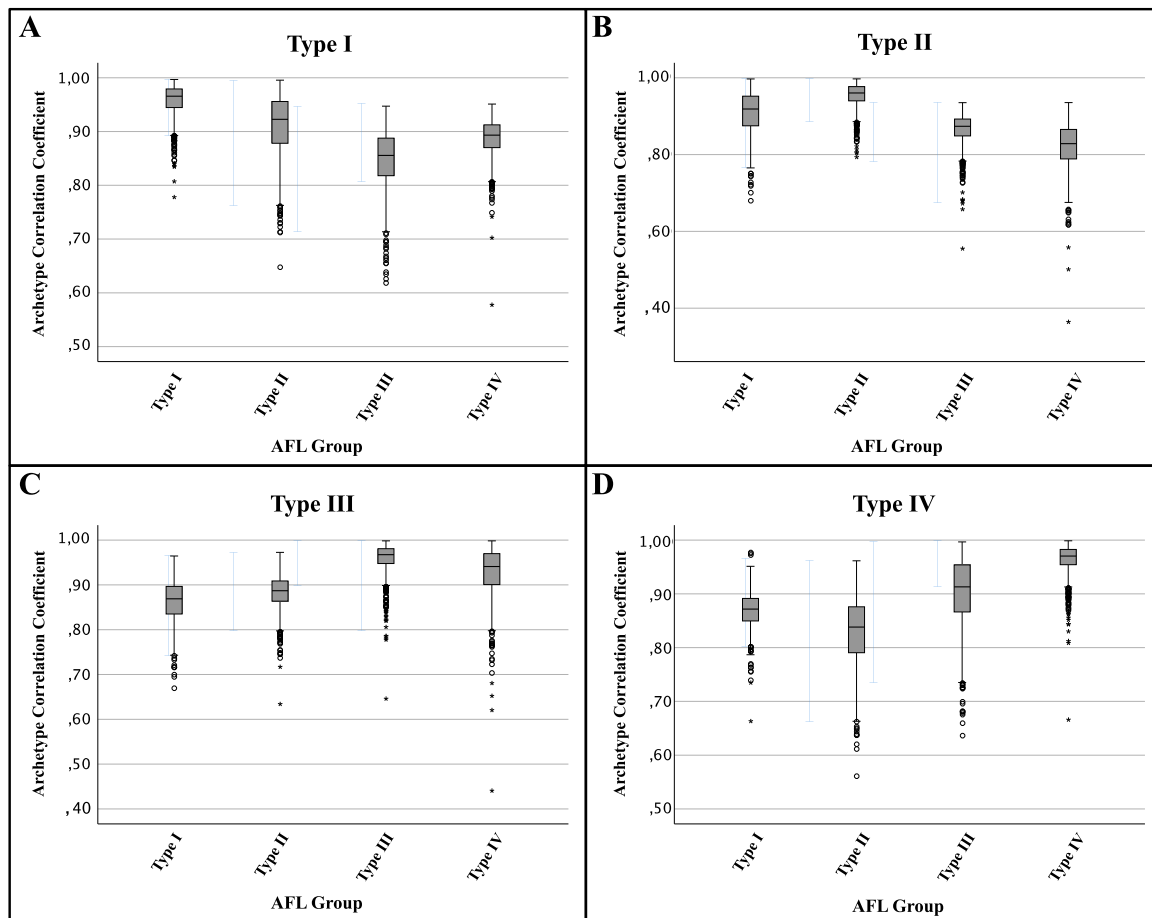 A
Type I
Archetype Correlation Coefficient
1,00
,90
,80
,70
,60
,50
Type I
Type II
Type III
Type IV
AFL Group
B
Type II
Archetype Correlation Coefficient
1,00
,80
,60
,40
Type I
Type II
Type III
Type IV
AFL Group
C
Type III
Archetype Correlation Coefficient
1,00
,90
,80
,70
,60
,50
,40
Type I
Type II
Type III
Type IV
AFL Group
D
Type IV
Archetype Correlation Coefficient
1,00
,90
,80
,70
,60
,50
Type I
Type II
Type III
Type IV
AFL Group